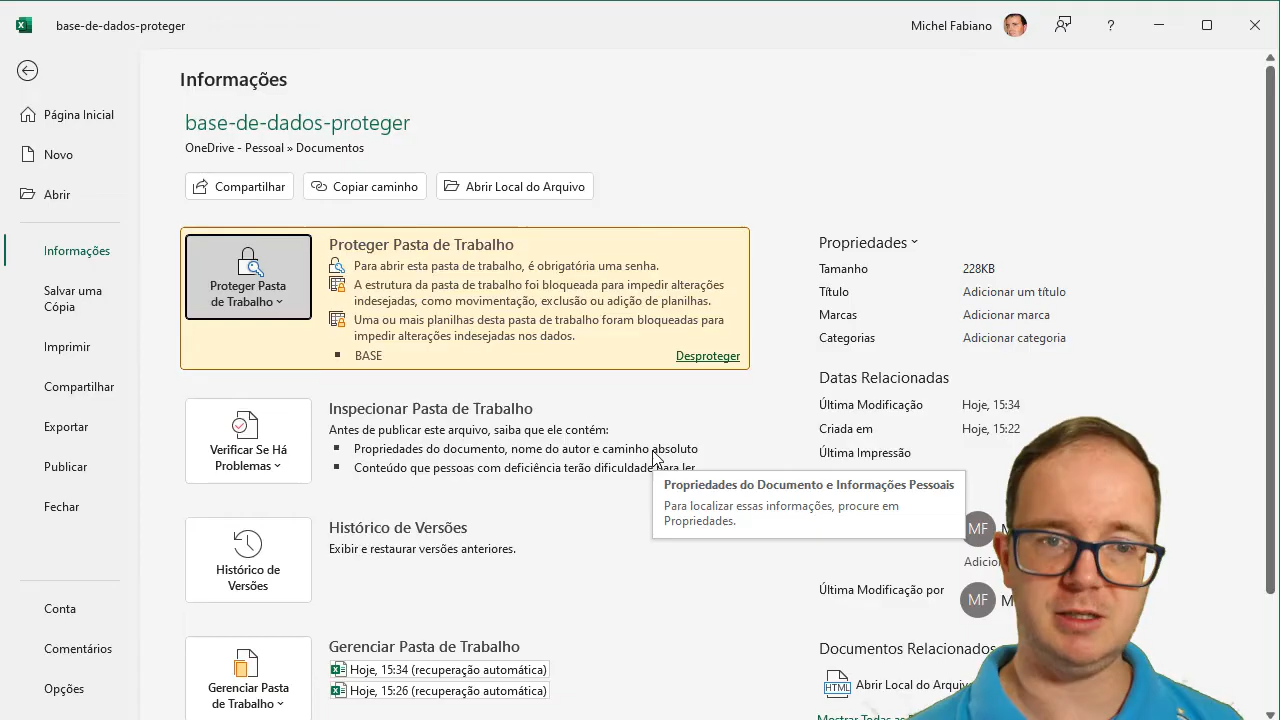 base-de-dados-proteger
Michel Fabiano
?
Página Inicial
Novo
Abrir
Informações
Salvar uma
Cópia
Imprimir
Compartilhar
Exportar
Publicar
Fechar
Conta
Comentários
Opções
Informações
base-de-dados-proteger
OneDrive - Pessoal » Documentos
Compartilhar
Copiar caminho
Abrir Local do Arquivo
Proteger Pasta
de Trabalho
Proteger Pasta de Trabalho
Para abrir esta pasta de trabalho, é obrigatória uma senha.
A estrutura da pasta de trabalho foi bloqueada para impedir alterações
indesejadas, como movimentação, exclusão ou adição de planilhas.
Uma ou mais planilhas desta pasta de trabalho foram bloqueadas para
impedir alterações indesejadas nos dados.
BASE
Desproteger
Verificar Se Há
Problemas
Inspecionar Pasta de Trabalho
Antes de publicar este arquivo, saiba que ele contém:
Propriedades do documento, nome do autor e caminho absoluto
Conteúdo que pessoas com deficiência terão dificuldade para ler
Propriedades do Documento e Informações Pessoais
Para localizar essas informações, procure em
Propriedades.
Histórico de
Versões
Histórico de Versões
Exibir e restaurar versões anteriores.
Gerenciar Pasta
de Trabalho
Gerenciar Pasta de Trabalho
Hoje, 15:34 (recuperação automática)
Hoje, 15:26 (recuperação automática)
Propriedades
Tamanho 228KB
Título Adicionar um título
Marcas Adicionar marca
Categorias Adicionar categoria
Datas Relacionadas
Última Modificação Hoje, 15:34
Criada em Hoje, 15:22
Última Impressão
MF M
Adicio
Última Modificação por
MF M
Documentos Relacionados
HTML
Abrir Local do Arquivo